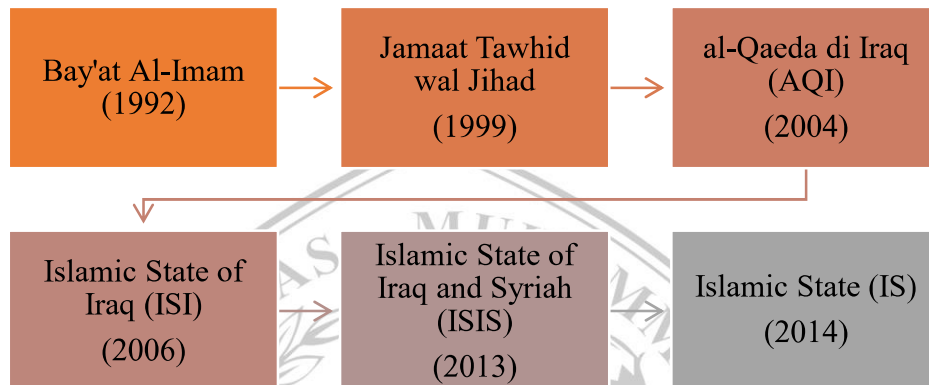 Bay'at Al-Imam
(1992)
Jamaat Tawhid
wal Jihad
(1999)
al-Qaeda di Iraq
(AQI)
(2004)
Islamic State of
Iraq (ISI)
(2006)
Islamic State of
Iraq and Syriah
(ISIS)
(2013)
Islamic State (IS)
(2014)